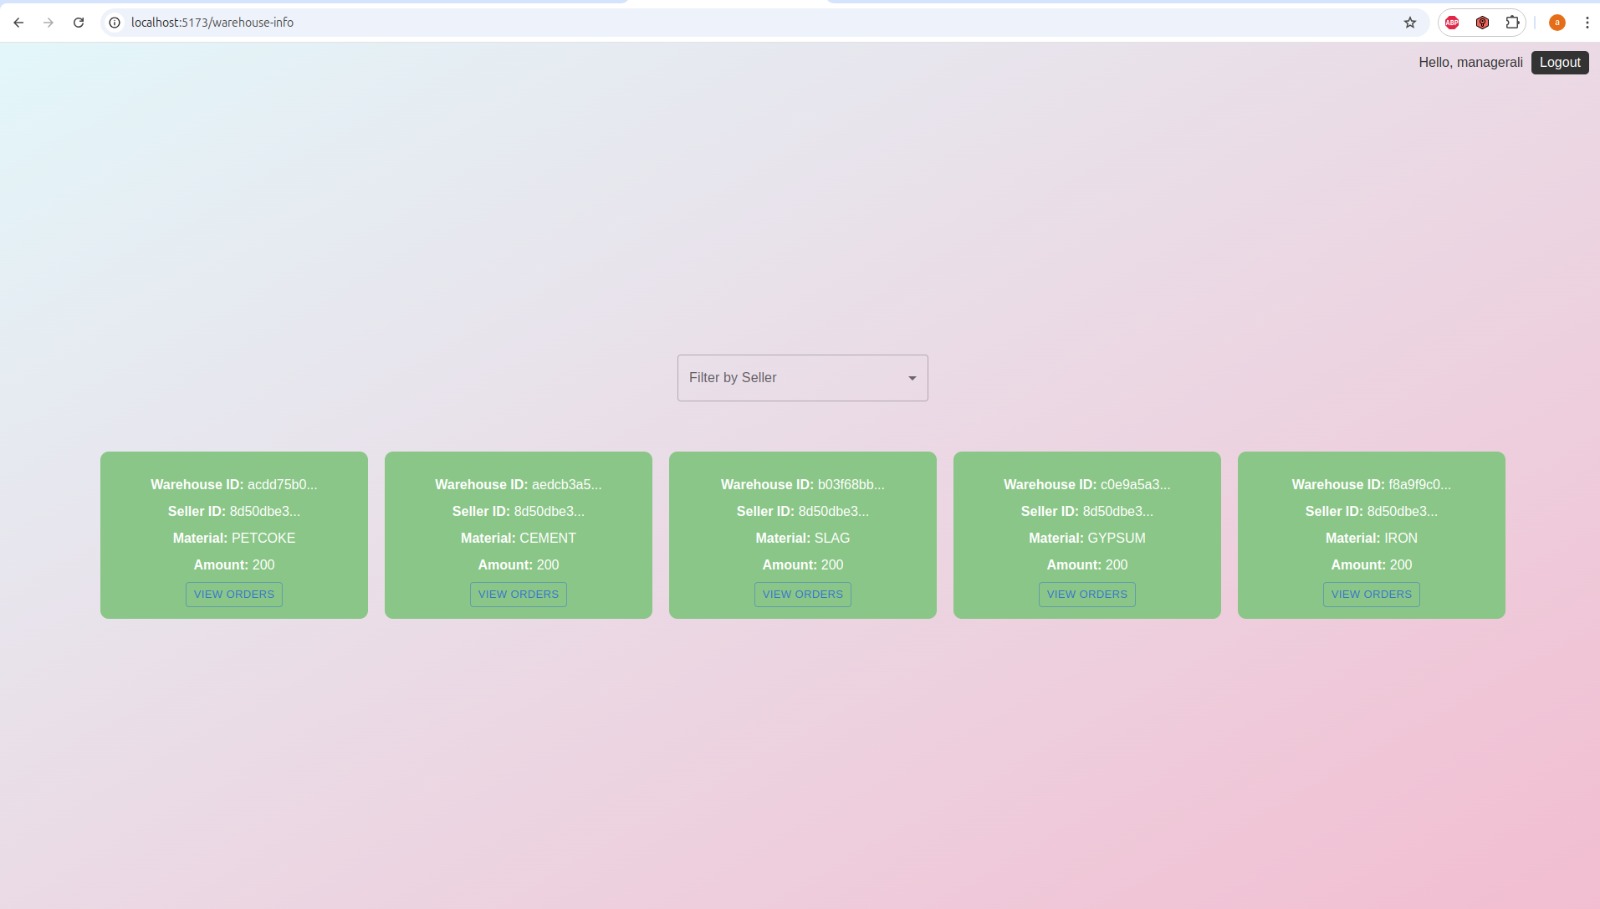 localhost:5173/warehouse-info
ABP
a
Hello, managerali Logout
Filter by Seller
Warehouse ID: acdd75b0...
Seller ID: 8d50dbe3...
Material: PETCOKE
Amount: 200
VIEW ORDERS
Warehouse ID: aedcb3a5...
Seller ID: 8d50dbe3...
Material: CEMENT
Amount: 200
VIEW ORDERS
Warehouse ID: b03f68bb...
Seller ID: 8d50dbe3...
Material: SLAG
Amount: 200
VIEW ORDERS
Warehouse ID: c0e9a5a3...
Seller ID: 8d50dbe3...
Material: GYPSUM
Amount: 200
VIEW ORDERS
Warehouse ID: f8a9f9c0...
Seller ID: 8d50dbe3...
Material: IRON
Amount: 200
VIEW ORDERS